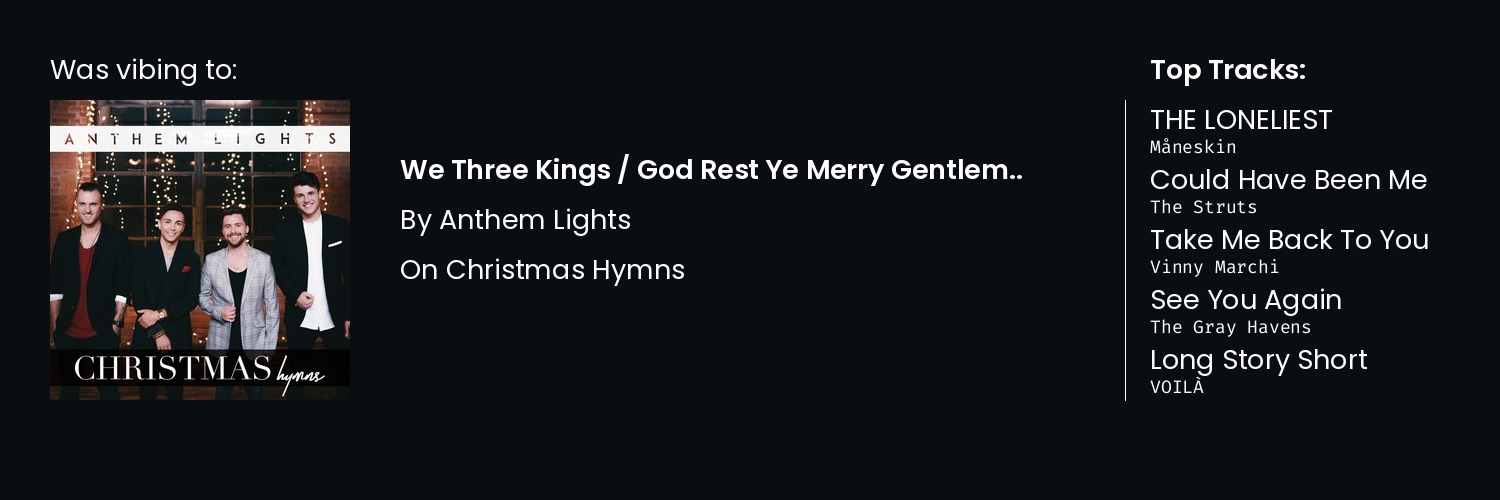 Was vibing to:
ANTHEM LIGHTS
CHRISTMAS hymns
We Three Kings / God Rest Ye Merry Gentlem..
By Anthem Lights
On Christmas Hymns
Top Tracks:
THE LONELIEST
Måneskin
Could Have Been Me
The Struts
Take Me Back To You
Vinny Marchi
See You Again
The Gray Havens
Long Story Short
VOILÀ